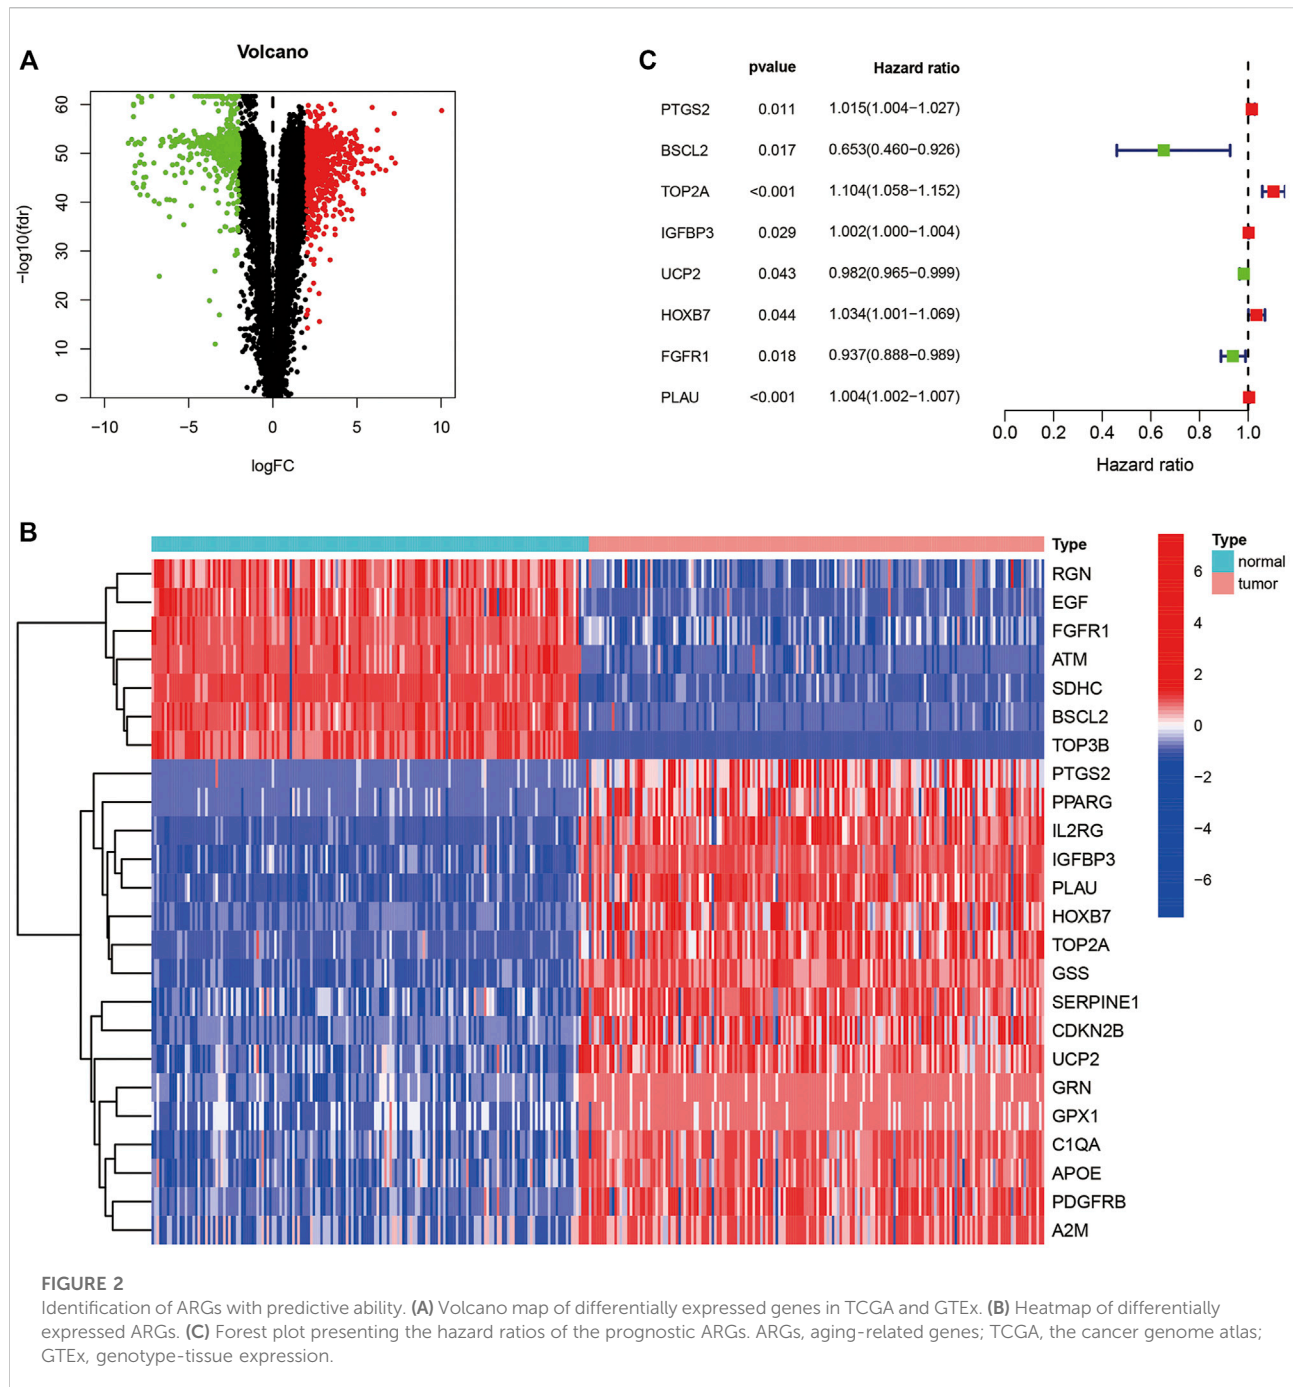 A
Volcano
−log10(fdr)
60
50
40
30
20
10
0
−10 −5 0 5 10
logFC
C
pvalue Hazard ratio
PTGS2 0.011 1.015(1.004−1.027)
BSCL2 0.017 0.653(0.460−0.926)
TOP2A <0.001 1.104(1.058−1.152)
IGFBP3 0.029 1.002(1.000−1.004)
UCP2 0.043 0.982(0.965−0.999)
HOXB7 0.044 1.034(1.001−1.069)
FGFR1 0.018 0.937(0.888−0.989)
PLAU <0.001 1.004(1.002−1.007)
0.0 0.2 0.4 0.6 0.8 1.0
Hazard ratio
B
Type
RGN
EGF
FGFR1
ATM
SDHC
BSCL2
TOP3B
PTGS2
PPARG
IL2RG
IGFBP3
PLAU
HOXB7
TOP2A
GSS
SERPINE1
CDKN2B
UCP2
GRN
GPX1
C1QA
APOE
PDGFRB
A2M
6
4
2
0
−2
−4
−6
Type
normal
tumor
FIGURE 2
Identification of ARGs with predictive ability. (A) Volcano map of differentially expressed genes in TCGA and GTEx. (B) Heatmap of differentially
expressed ARGs. (C) Forest plot presenting the hazard ratios of the prognostic ARGs. ARGs, aging-related genes; TCGA, the cancer genome atlas;
GTEx, genotype-tissue expression.